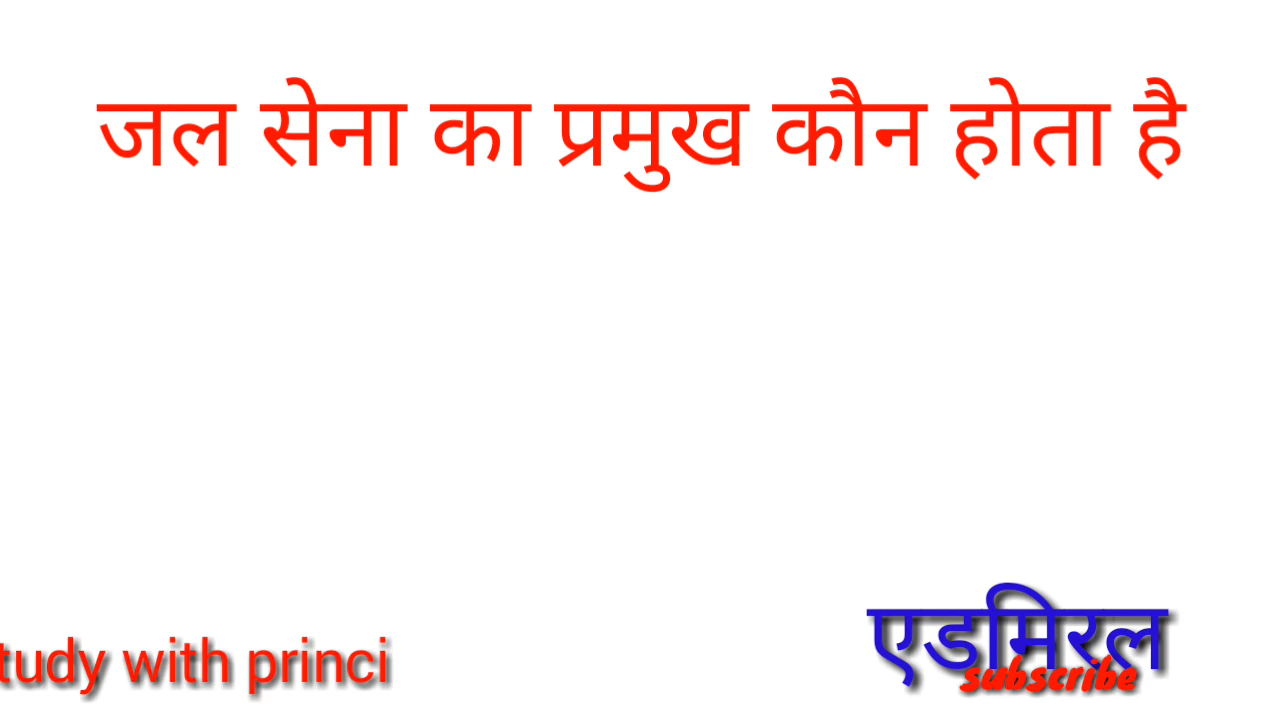 जल सेना का प्रमुख कौन होता है
एडमिरल
tudy with princi
subscribe